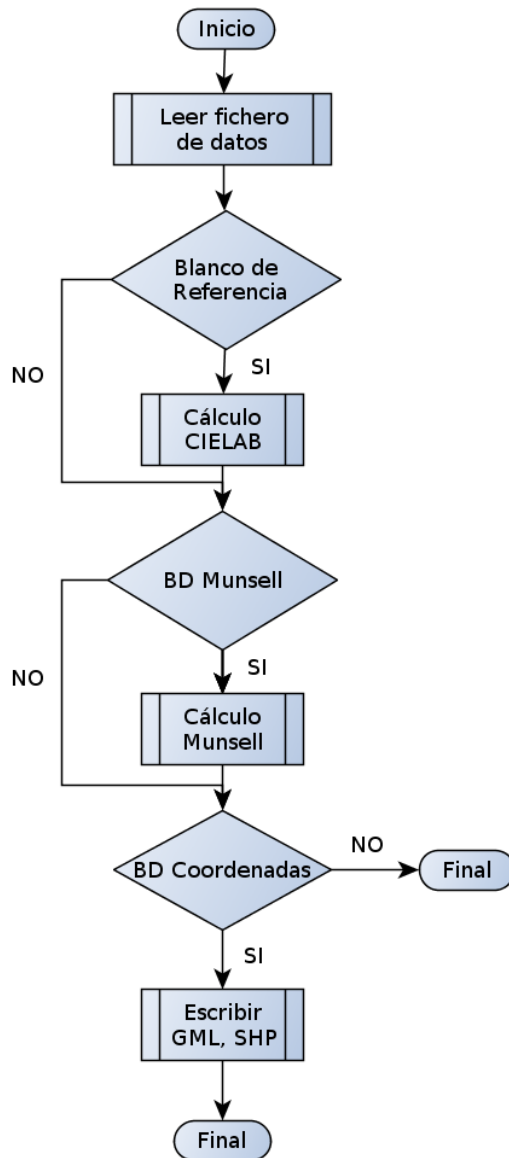 Inicio
Leer fichero
de datos
Blanco de
Referencia
NO
SI
Cálculo
CIELAB
BD Munsell
NO
SI
Cálculo
Munsell
BD Coordenadas
NO
Final
SI
Escribir
GML, SHP
Final